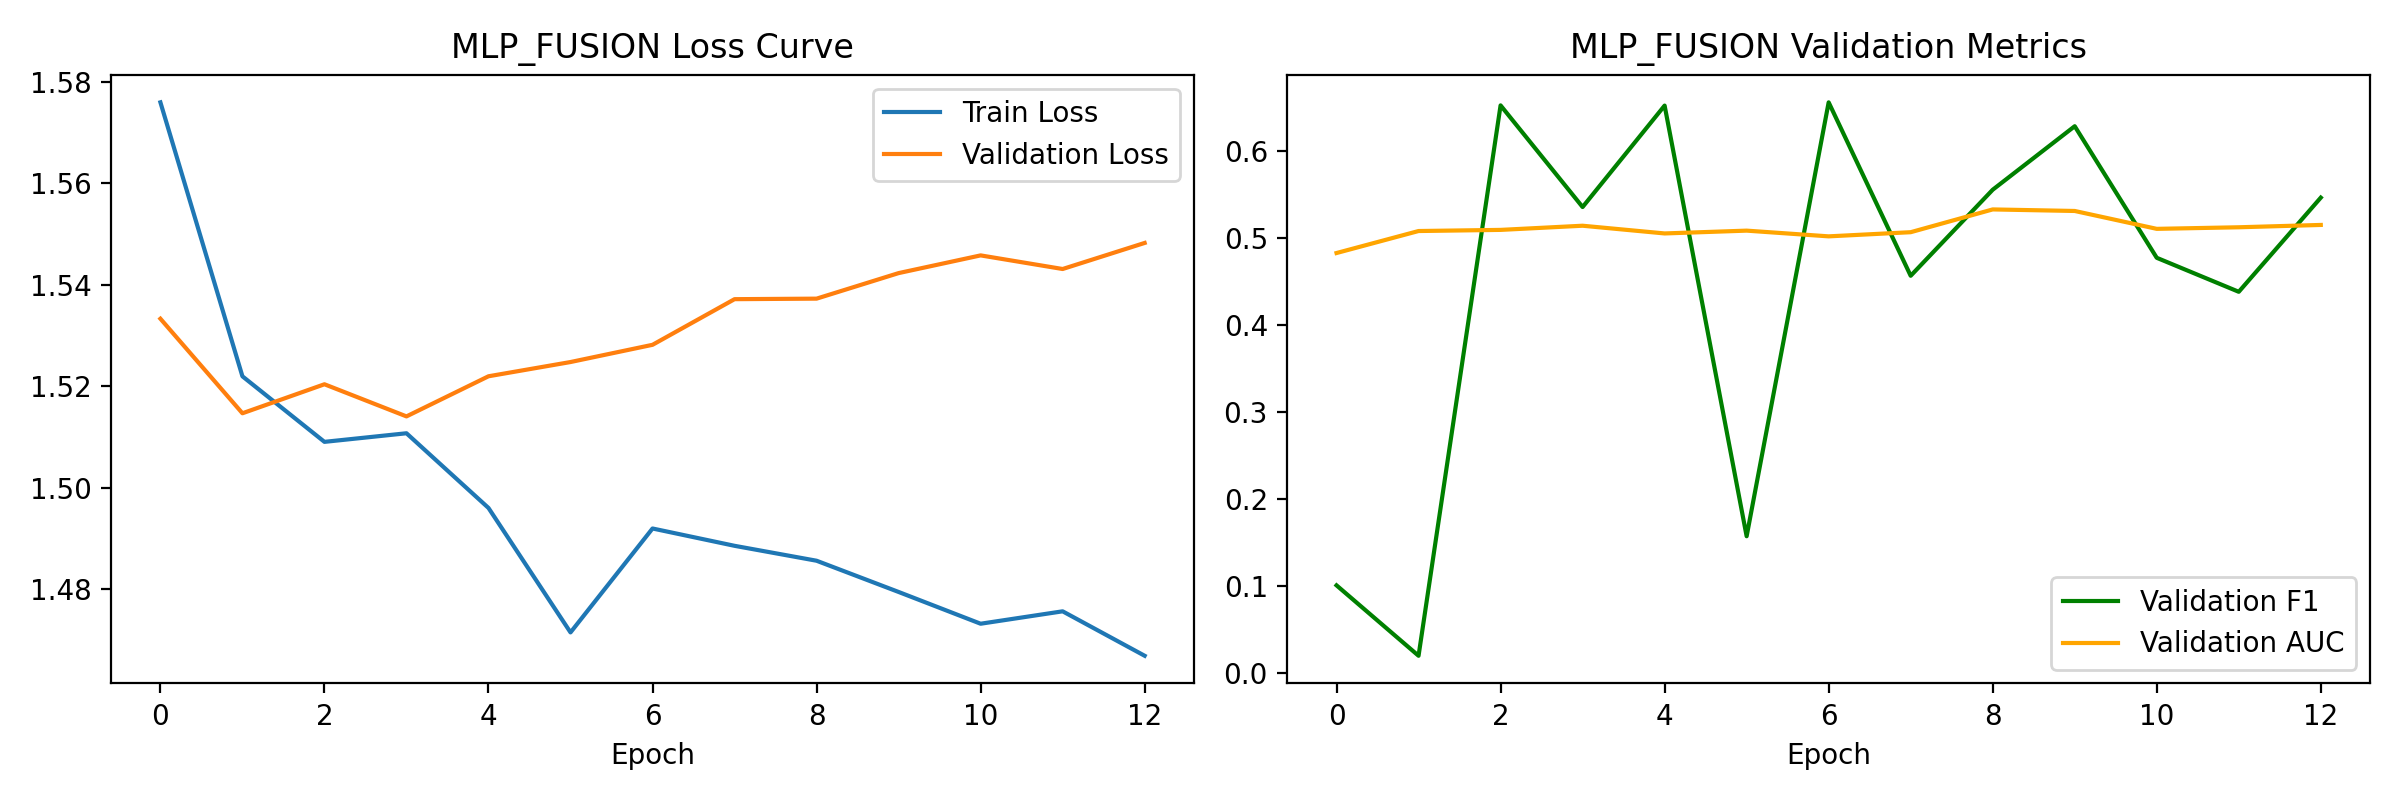 MLP_FUSION Loss Curve
1.58
1.56
1.54
1.52
1.50
1.48
Train Loss
Validation Loss
0 2 4 6 8 10 12
Epoch
MLP_FUSION Validation Metrics
0.6
0.5
0.4
0.3
0.2
0.1
0.0
Validation F1
Validation AUC
0 2 4 6 8 10 12
Epoch